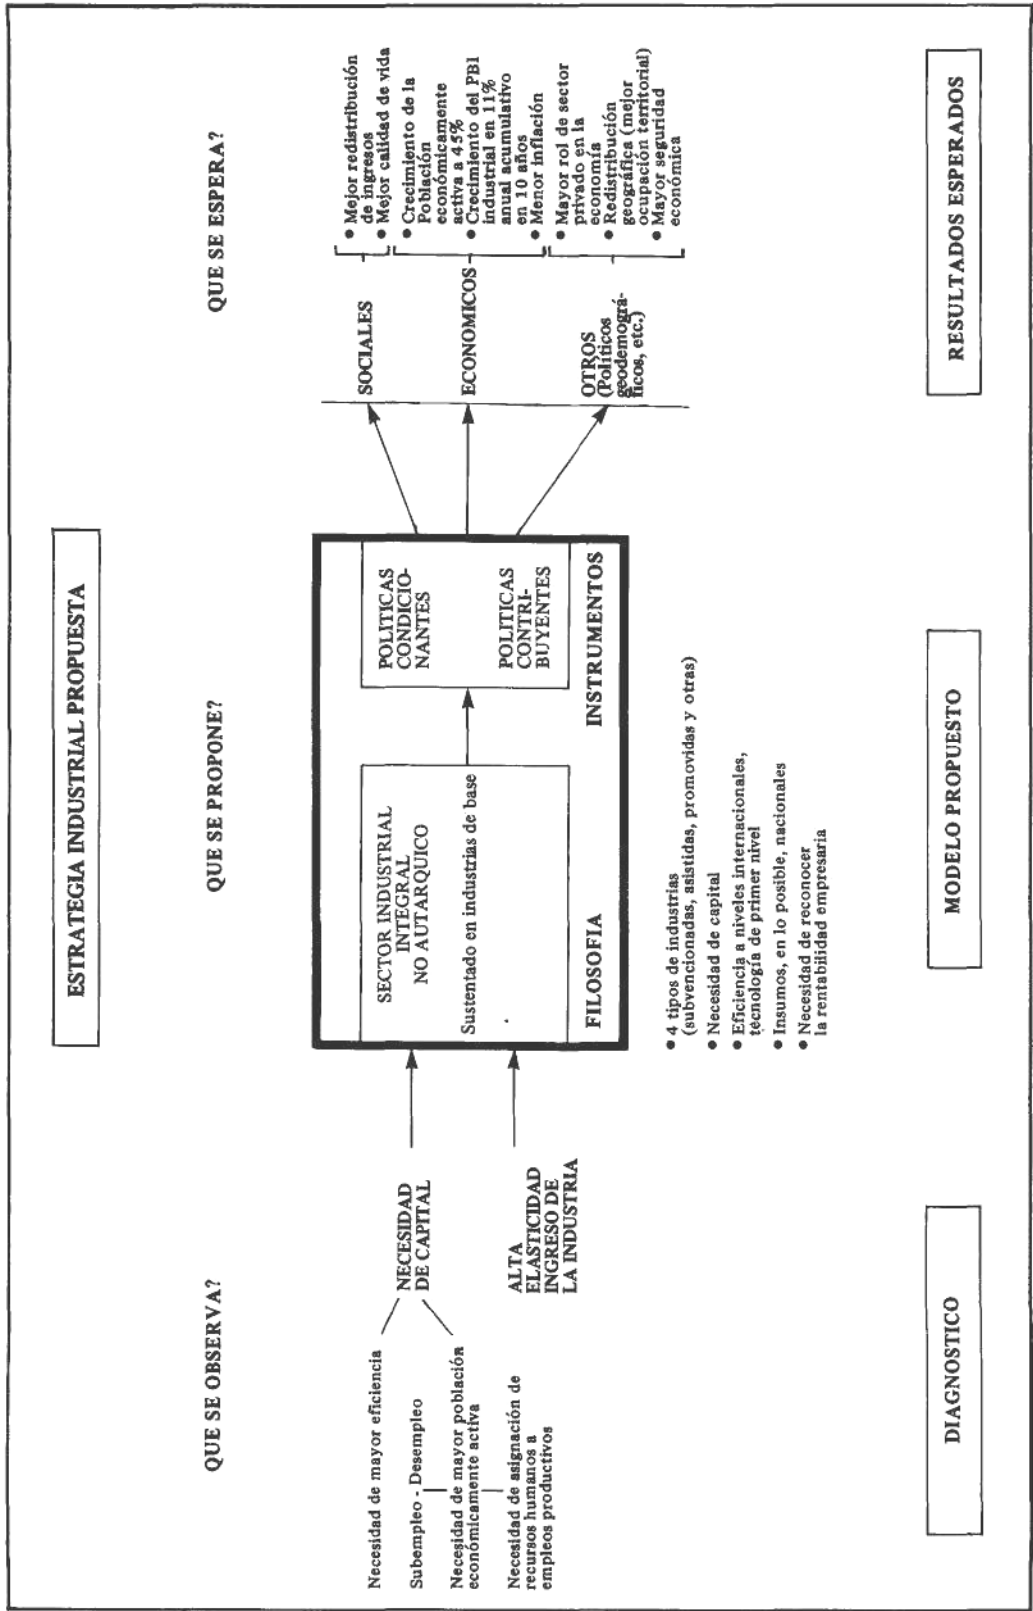 ESTRATEGIA INDUSTRIAL PROPUESTA
QUE SE OBSERVA?
Necesidad de mayor eficiencia
Subempleo - Desempleo
Necesidad de mayor población
económicamente activa
Necesidad de asignación de
recursos humanos a
empleos productivos
NECESIDAD
DE CAPITAL
ALTA
ELASTICIDAD
INGRESO DE
LA INDUSTRIA
DIAGNOSTICO
QUE SE PROPONE?
SECTOR INDUSTRIAL
INTEGRAL
NO AUTARQUICO
Sustentado en industrias de base
FILOSOFIA
POLITICAS
CONDICIO-
NANTES
POLITICAS
CONTRI-
BUYENTES
INSTRUMENTOS
● 4 tipos de industrias
(subvencionadas, asistidas, promovidas y otras)
● Necesidad de capital
● Eficiencia a niveles internacionales,
tecnología de primer nivel
● Insumos, en lo posible, nacionales
● Necesidad de reconocer
la rentabilidad empresaria
MODELO PROPUESTO
QUE SE ESPERA?
SOCIALES
● Mejor redistribución
de ingresos
● Mejor calidad de vida
ECONOMICOS
● Crecimiento de la
Población
económicamente
activa a 45%
● Crecimiento del PBI
industrial en 11%
anual acumulativo
en 10 años
● Menor inflación
OTROS
(Políticos
geodemográ-
ficos, etc.)
● Mayor rol de sector
privado en la
economía
● Redistribución
geográfica (mejor
ocupación territorial)
● Mayor seguridad
económica
RESULTADOS ESPERADOS